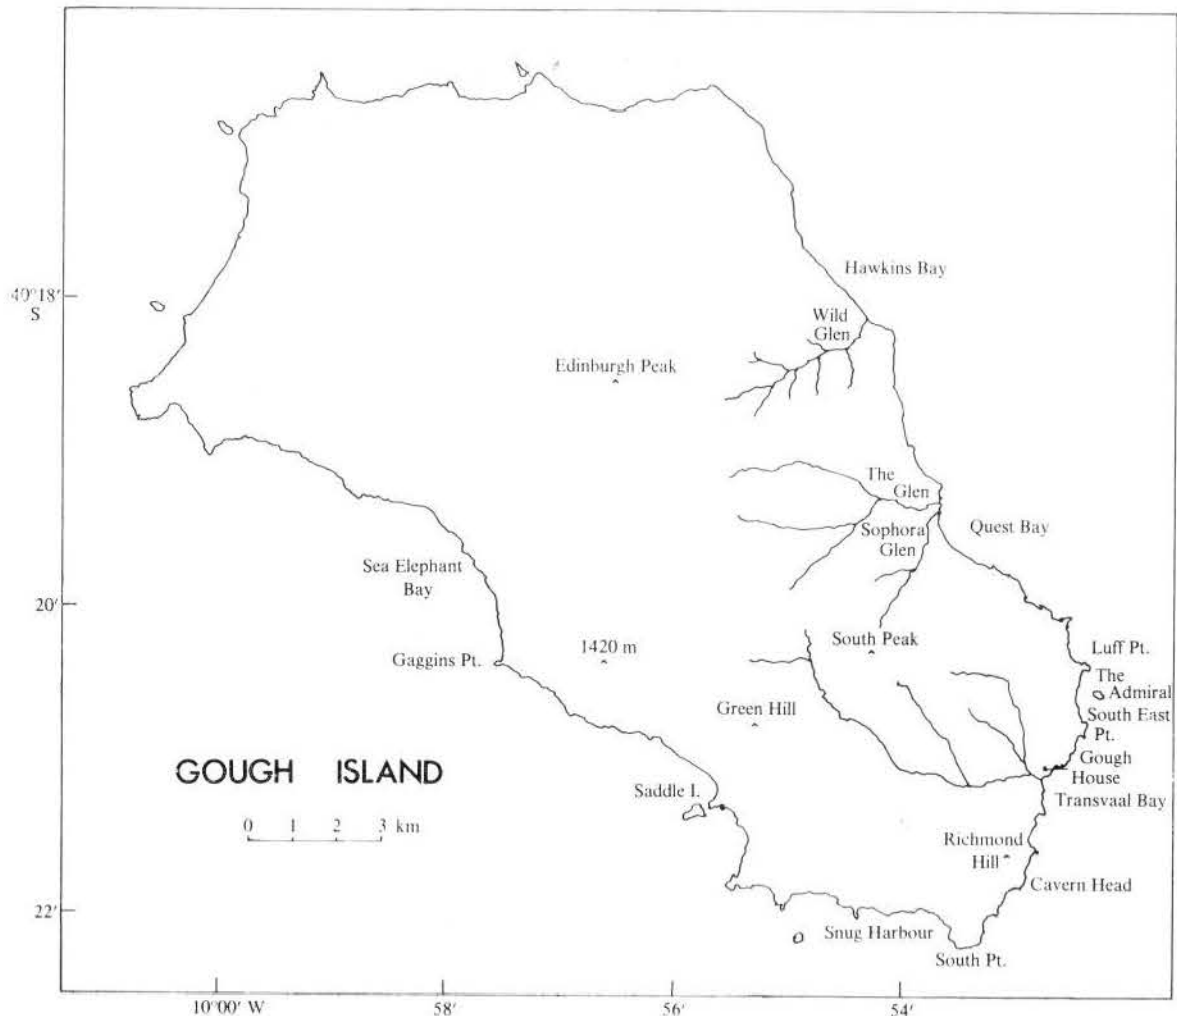 Hawkins Bay
40°18′
S
Wild
Glen
Edinburgh Peak
The
Glen
Sophora
Glen
Quest Bay
Sea Elephant
Bay
20′
South Peak
1420 m
Luff Pt.
Gaggins Pt.
The
Admiral
Green Hill
South East
Pt.
Gough
House
GOUGH ISLAND
Saddle I.
Transvaal Bay
0 1 2 3 km
Richmond
Hill
Cavern Head
22′
Snug Harbour
South Pt.
10°00′ W
58′
56′
54′